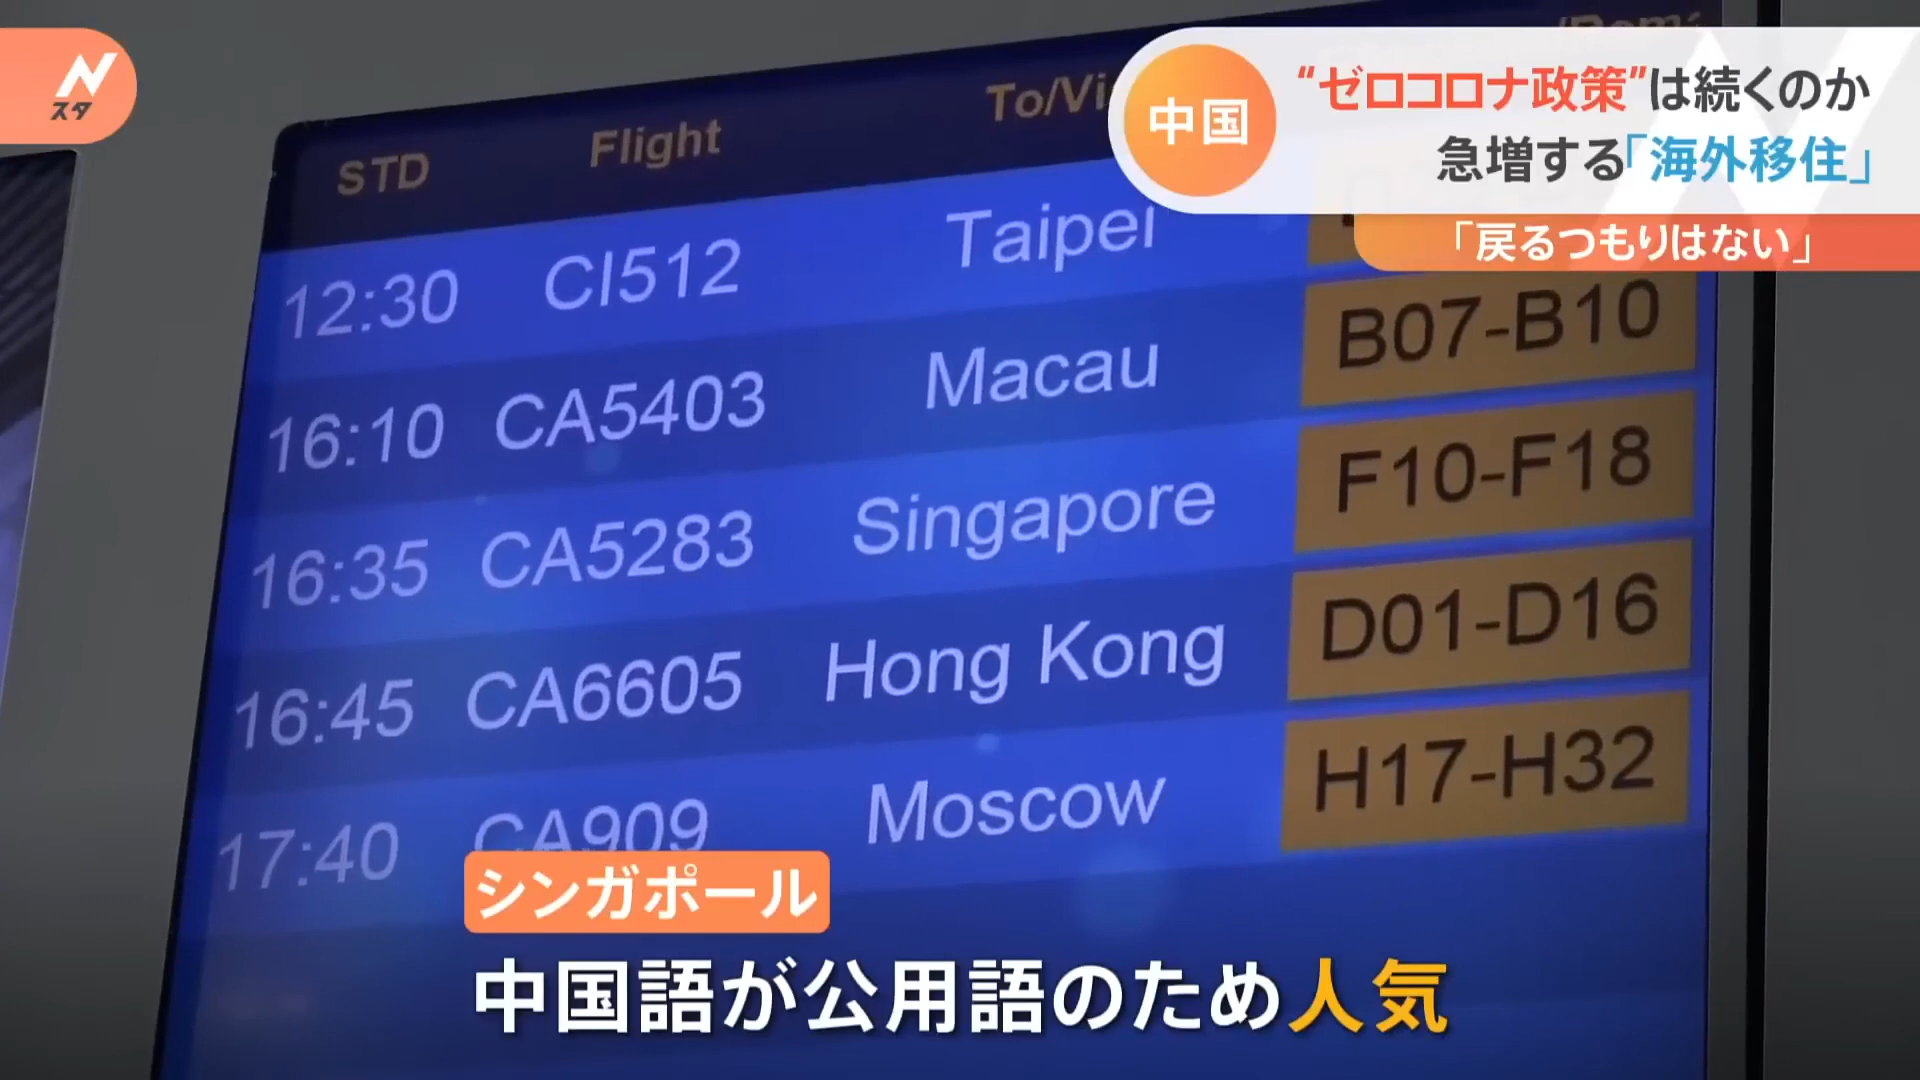 N
スタ
中国
“ゼロコロナ政策”は続くのか
急増する「海外移住」
「戻るつもりはない」
STD Flight To/Vi
12:30 CI512 Taipei
16:10 CA5403 Macau B07-B10
16:35 CA5283 Singapore F10-F18
16:45 CA6605 Hong Kong D01-D16
17:40 CA909 Moscow H17-H32
シンガポール
中国語が公用語のため人気